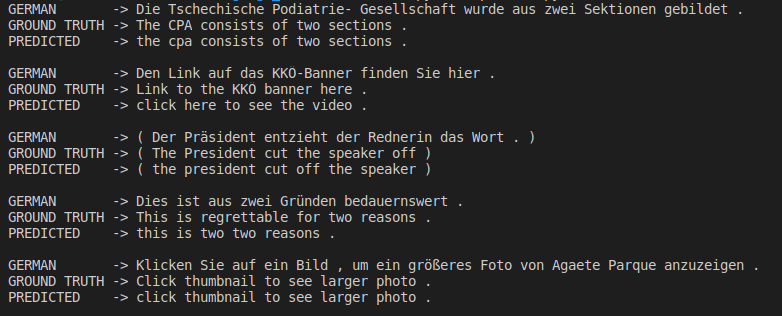 GERMAN -> Die Tschechische Podiatrie- Gesellschaft wurde aus zwei Sektionen gebildet .
GROUND TRUTH -> The CPA consists of two sections .
PREDICTED -> the cpa consists of two sections .
GERMAN -> Den Link auf das KKÖ-Banner finden Sie hier .
GROUND TRUTH -> Link to the KKÖ banner here .
PREDICTED -> click here to see the video .
GERMAN -> ( Der Präsident entzieht der Rednerin das Wort . )
GROUND TRUTH -> ( The President cut the speaker off )
PREDICTED -> ( the president cut off the speaker )
GERMAN -> Dies ist aus zwei Gründen bedauernswert .
GROUND TRUTH -> This is regrettable for two reasons .
PREDICTED -> this is two two reasons .
GERMAN -> Klicken Sie auf ein Bild , um ein größeres Foto von Agaete Parque anzuzeigen .
GROUND TRUTH -> Click thumbnail to see larger photo .
PREDICTED -> click thumbnail to see larger photo .